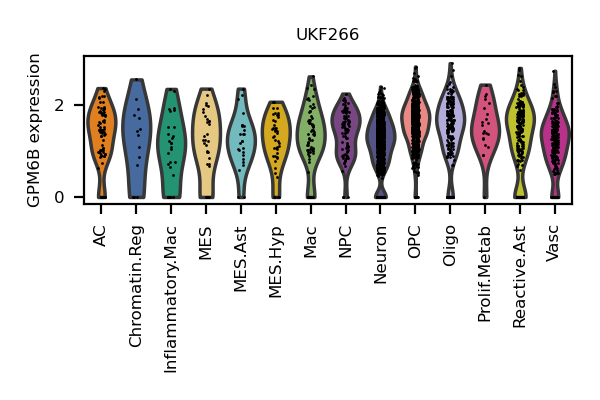 UKF266
GPM6B expression
2
0
AC
Chromatin.Reg
Inflammatory.Mac
MES
MES.Ast
MES.Hyp
Mac
NPC
Neuron
OPC
Oligo
Prolif.Metab
Reactive.Ast
Vasc